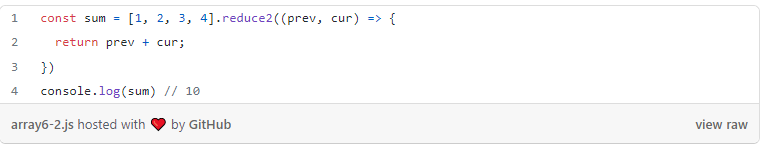 1 const sum = [1, 2, 3, 4].reduce2((prev, cur) => {
2   return prev + cur;
3 })
4 console.log(sum) // 10
array6-2.js hosted with ❤ by GitHub view raw